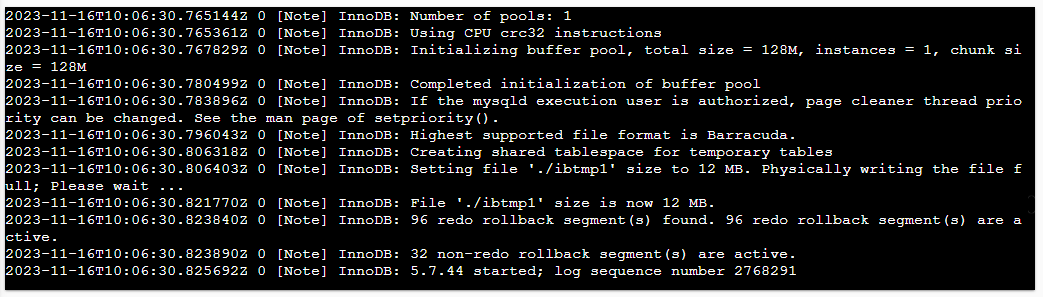 2023-11-16T10:06:30.765144Z 0 [Note] InnoDB: Number of pools: 1
2023-11-16T10:06:30.765361Z 0 [Note] InnoDB: Using CPU crc32 instructions
2023-11-16T10:06:30.767829Z 0 [Note] InnoDB: Initializing buffer pool, total size = 128M, instances = 1, chunk si
ze = 128M
2023-11-16T10:06:30.780499Z 0 [Note] InnoDB: Completed initialization of buffer pool
2023-11-16T10:06:30.783896Z 0 [Note] InnoDB: If the mysqld execution user is authorized, page cleaner thread prio
rity can be changed. See the man page of setpriority().
2023-11-16T10:06:30.796043Z 0 [Note] InnoDB: Highest supported file format is Barracuda.
2023-11-16T10:06:30.806318Z 0 [Note] InnoDB: Creating shared tablespace for temporary tables
2023-11-16T10:06:30.806403Z 0 [Note] InnoDB: Setting file './ibtmp1' size to 12 MB. Physically writing the file f
ull; Please wait ...
2023-11-16T10:06:30.821770Z 0 [Note] InnoDB: File './ibtmp1' size is now 12 MB.
2023-11-16T10:06:30.823840Z 0 [Note] InnoDB: 96 redo rollback segment(s) found. 96 redo rollback segment(s) are a
ctive.
2023-11-16T10:06:30.823890Z 0 [Note] InnoDB: 32 non-redo rollback segment(s) are active.
2023-11-16T10:06:30.825692Z 0 [Note] InnoDB: 5.7.44 started; log sequence number 2768291